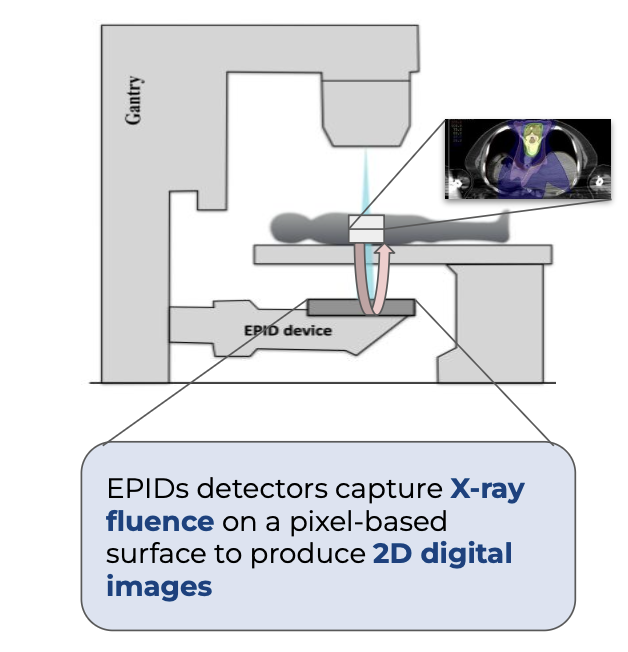 Gantry
EPID device
EPIDs detectors capture X-ray
fluence on a pixel-based
surface to produce 2D digital
images